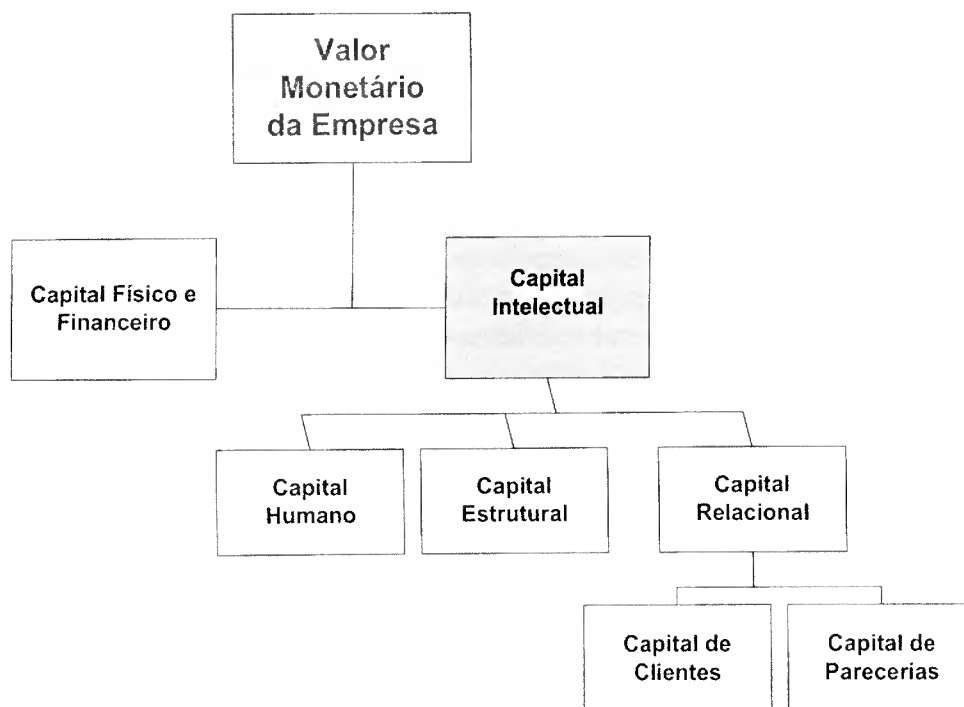 Valor
Monetário
da Empresa
Capital Físico e
Financeiro
Capital
Intelectual
Capital
Humano
Capital
Estrutural
Capital
Relacional
Capital de
Clientes
Capital de
Parecerias